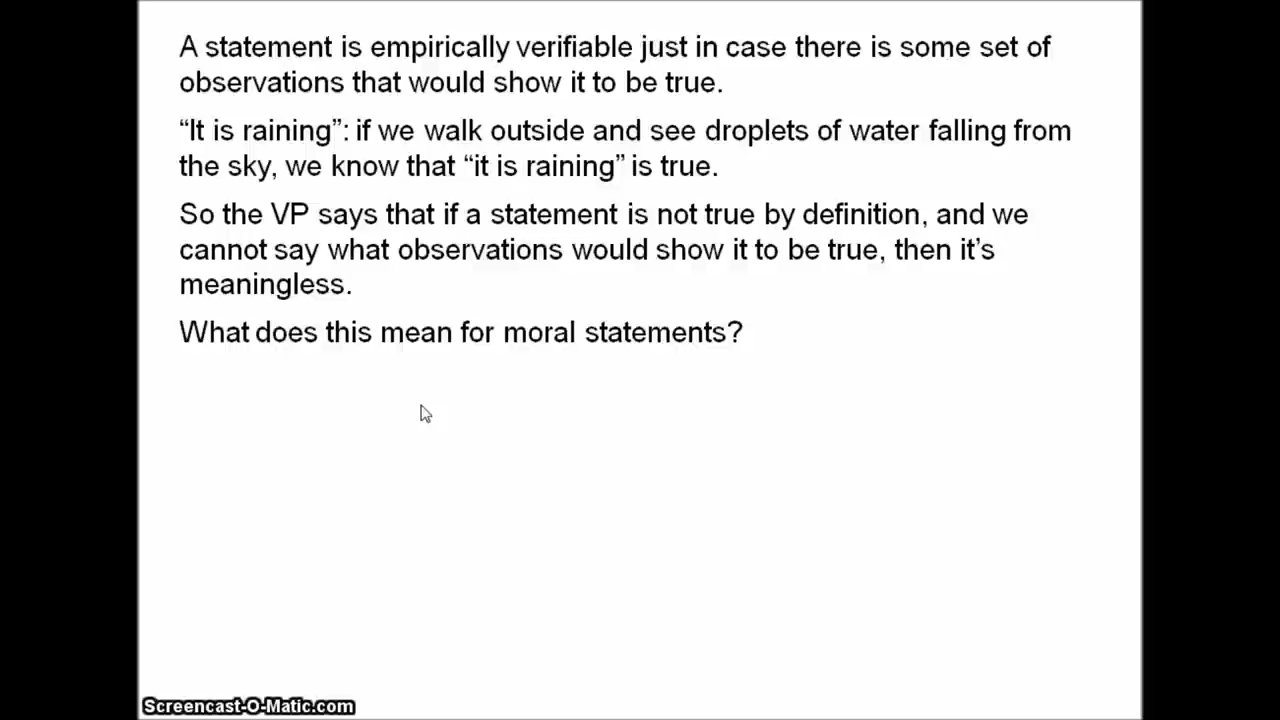 A statement is empirically verifiable just in case there is some set of
observations that would show it to be true.
“It is raining”: if we walk outside and see droplets of water falling from
the sky, we know that “it is raining” is true.
So the VP says that if a statement is not true by definition, and we
cannot say what observations would show it to be true, then it’s
meaningless.
What does this mean for moral statements?
Screencast-O-Matic.com